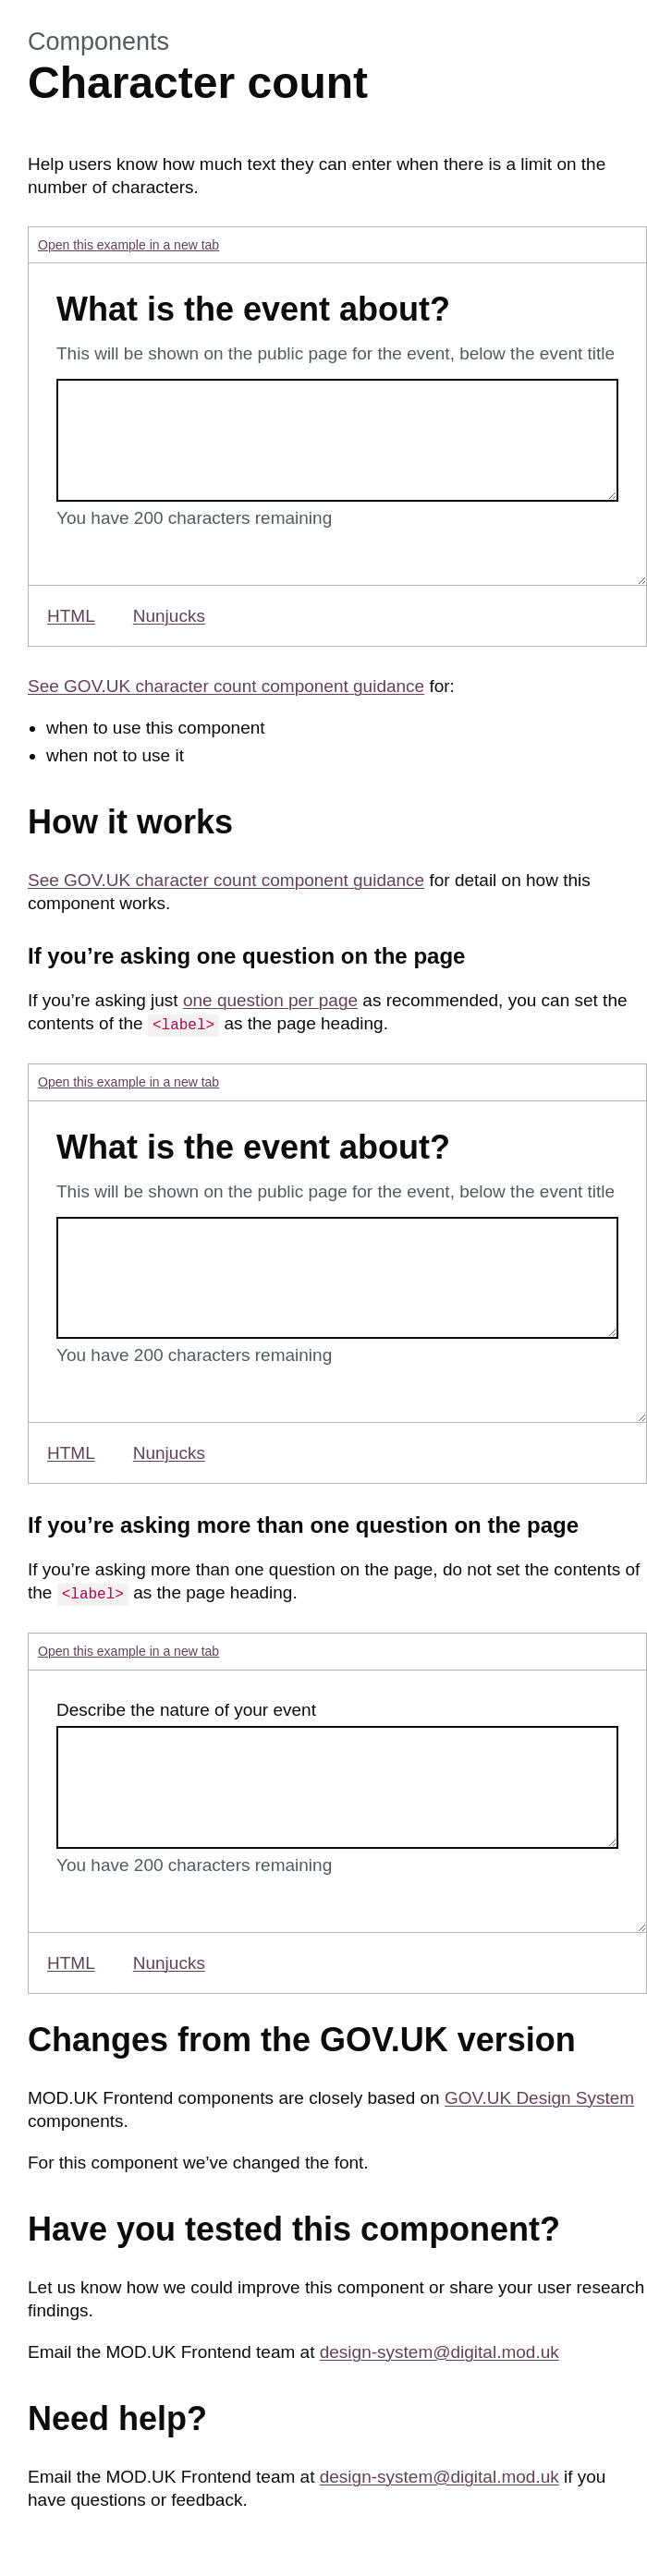 Components
Character count
Help users know how much text they can enter when there is a limit on the
number of characters.
Open this example in a new tab
What is the event about?
This will be shown on the public page for the event, below the event title
You have 200 characters remaining
HTML Nunjucks
See GOV.UK character count component guidance for:
• when to use this component
• when not to use it
How it works
See GOV.UK character count component guidance for detail on how this
component works.
If you’re asking one question on the page
If you’re asking just one question per page as recommended, you can set the
contents of the <label> as the page heading.
Open this example in a new tab
What is the event about?
This will be shown on the public page for the event, below the event title
You have 200 characters remaining
HTML Nunjucks
If you’re asking more than one question on the page
If you’re asking more than one question on the page, do not set the contents of
the <label> as the page heading.
Open this example in a new tab
Describe the nature of your event
You have 200 characters remaining
HTML Nunjucks
Changes from the GOV.UK version
MOD.UK Frontend components are closely based on GOV.UK Design System
components.
For this component we’ve changed the font.
Have you tested this component?
Let us know how we could improve this component or share your user research
findings.
Email the MOD.UK Frontend team at design-system@digital.mod.uk
Need help?
Email the MOD.UK Frontend team at design-system@digital.mod.uk if you
have questions or feedback.